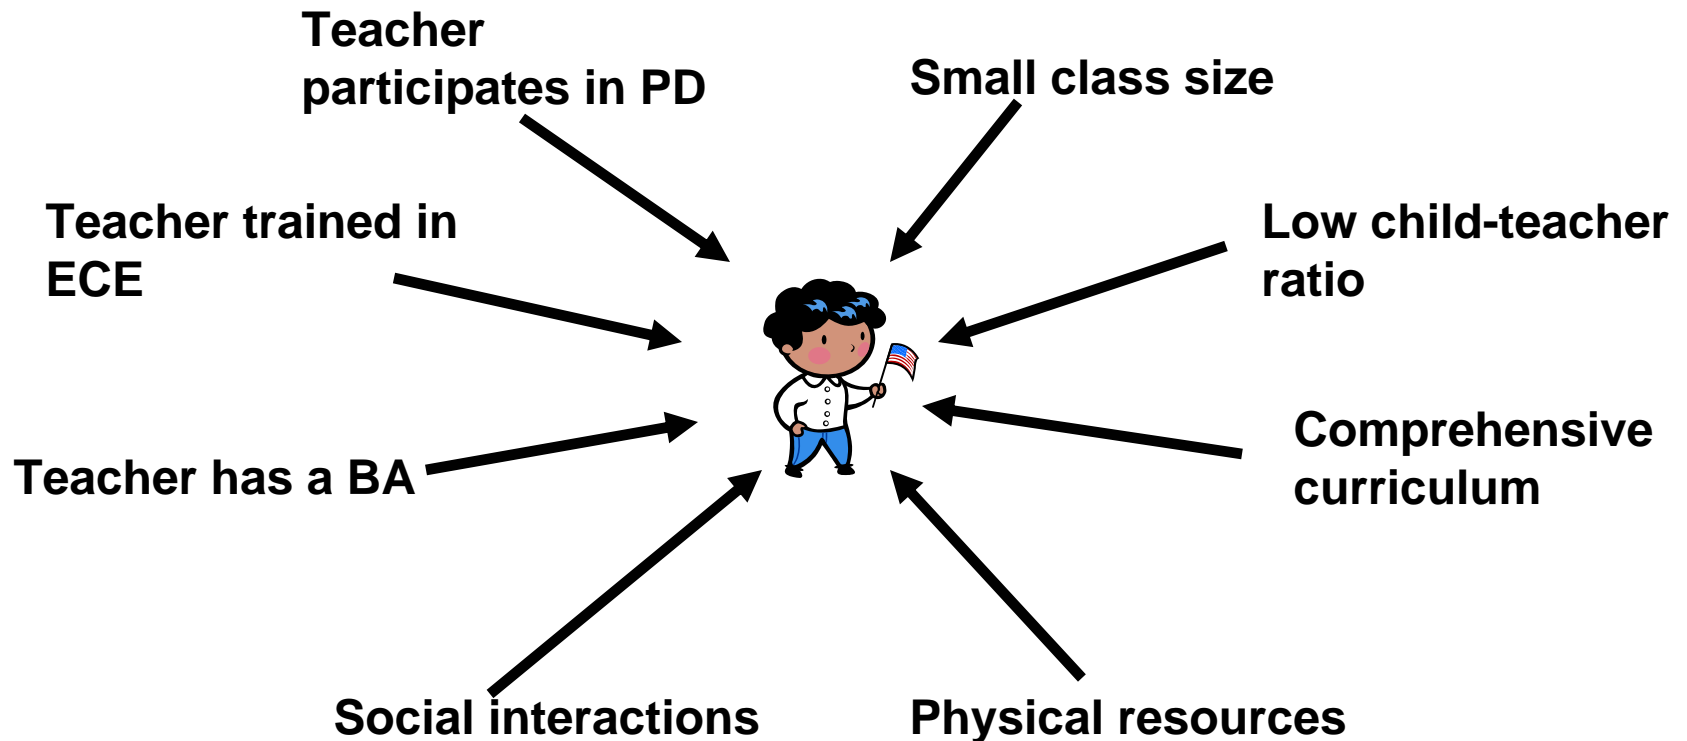 Teacher
participates in PD
Small class size
Teacher trained in
ECE
Low child-teacher
ratio
Teacher has a BA
Comprehensive
curriculum
Social interactions
Physical resources